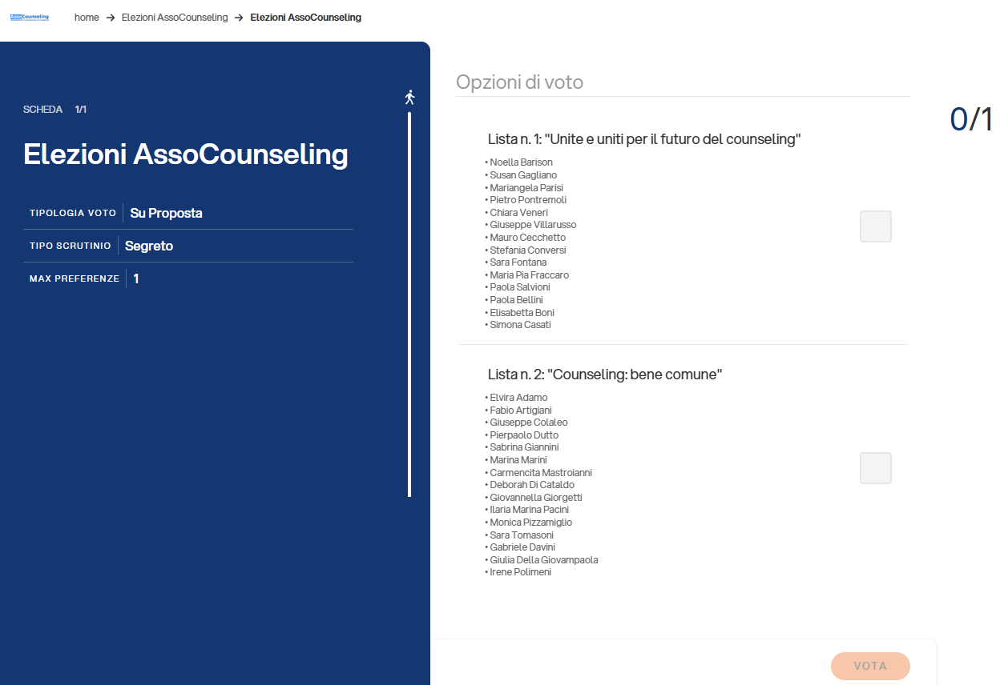 AssoCounseling
home → Elezioni AssoCounseling → Elezioni AssoCounseling
SCHEDA 1/1
Elezioni AssoCounseling
TIPOLOGIA VOTO Su Proposta
TIPO SCRUTINIO Segreto
MAX PREFERENZE 1
Opzioni di voto
0/1
Lista n. 1: "Unite e uniti per il futuro del counseling"
• Noella Barison
• Susan Gagliano
• Mariangela Parisi
• Pietro Pontremoli
• Chiara Veneri
• Giuseppe Villarusso
• Mauro Cecchetto
• Stefania Conversi
• Sara Fontana
• Maria Pia Fraccaro
• Paola Salvioni
• Paola Bellini
• Elisabetta Boni
• Simona Casati
Lista n. 2: "Counseling: bene comune"
• Elvira Adamo
• Fabio Artigiani
• Giuseppe Colaleo
• Pierpaolo Dutto
• Sabrina Giannini
• Marina Marini
• Carmencita Mastroianni
• Deborah Di Cataldo
• Giovannella Giorgetti
• Ilaria Marina Pacini
• Monica Pizzamiglio
• Sara Tomasoni
• Gabriele Davini
• Giulia Della Giovampaola
• Irene Polimeni
VOTA